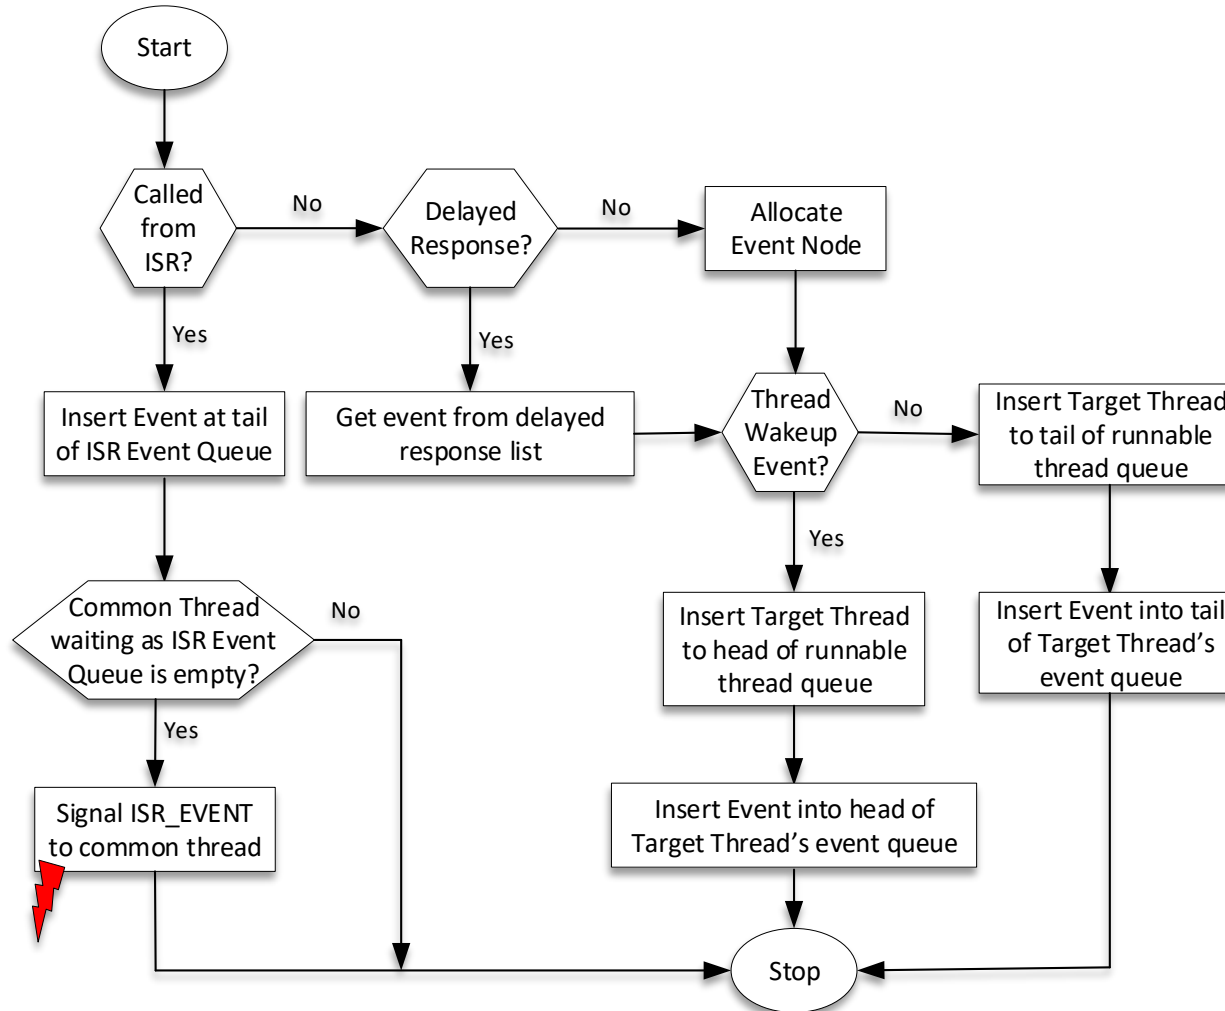 Start
Called
from
ISR?
No
Delayed
Response?
No
Allocate
Event Node
Yes
Yes
Insert Event at tail
of ISR Event Queue
Get event from delayed
response list
Thread
Wakeup
Event?
No
Insert Target Thread
to tail of runnable
thread queue
Yes
Common Thread
waiting as ISR Event
Queue is empty?
No
Insert Target Thread
to head of runnable
thread queue
Insert Event into tail
of Target Thread’s
event queue
Yes
Signal ISR_EVENT
to common thread
Insert Event into head of
Target Thread’s event queue
Stop